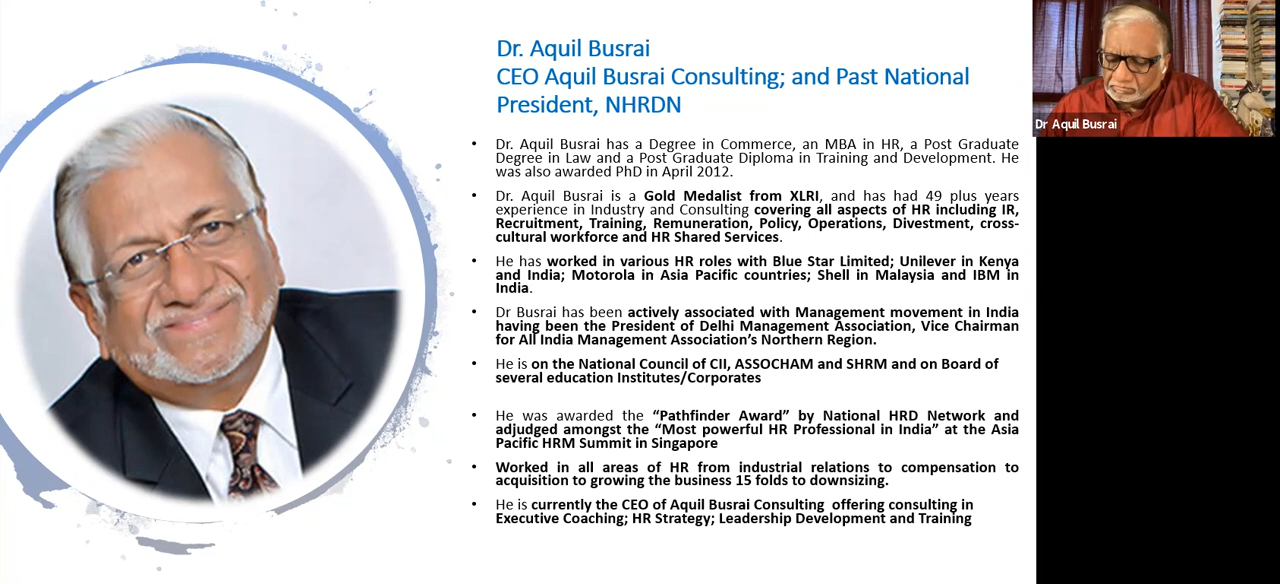 Dr. Aquil Busrai
CEO Aquil Busrai Consulting; and Past National
President, NHRDN
• Dr. Aquil Busrai has a Degree in Commerce, an MBA in HR, a Post Graduate
Degree in Law and a Post Graduate Diploma in Training and Development. He
was also awarded PhD in April 2012.
• Dr. Aquil Busrai is a Gold Medalist from XLRI, and has had 49 plus years
experience in Industry and Consulting covering all aspects of HR including IR,
Recruitment, Training, Remuneration, Policy, Operations, Divestment, cross-
cultural workforce and HR Shared Services.
• He has worked in various HR roles with Blue Star Limited; Unilever in Kenya
and India; Motorola in Asia Pacific countries; Shell in Malaysia and IBM in
India.
• Dr Busrai has been actively associated with Management movement in India
having been the President of Delhi Management Association, Vice Chairman
for All India Management Association's Northern Region.
• He is on the National Council of CII, ASSOCHAM and SHRM and on Board of
several education Institutes/Corporates
• He was awarded the “Pathfinder Award” by National HRD Network and
adjudged amongst the “Most powerful HR Professional in India” at the Asia
Pacific HRM Summit in Singapore
• Worked in all areas of HR from industrial relations to compensation to
acquisition to growing the business 15 folds to downsizing.
• He is currently the CEO of Aquil Busrai Consulting offering consulting in
Executive Coaching; HR Strategy; Leadership Development and Training
Dr Aquil Busrai